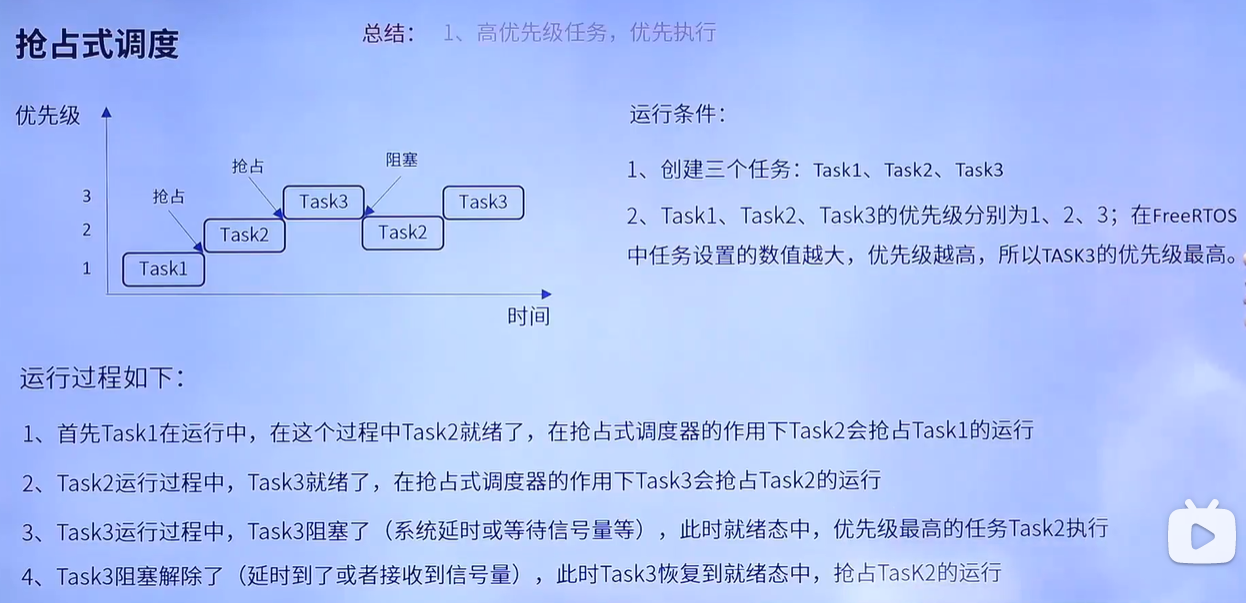 抢占式调度
总结： 1、高优先级任务，优先执行
优先级
3
2
1
抢占
抢占
阻塞
Task1
Task2
Task3
Task2
Task3
时间
运行条件：
1、创建三个任务：Task1、Task2、Task3
2、Task1、Task2、Task3的优先级分别为1、2、3；在FreeRTOS
中任务设置的数值越大，优先级越高，所以TASK3的优先级最高。
运行过程如下：
1、首先Task1在运行中，在这个过程中Task2就绪了，在抢占式调度器的作用下Task2会抢占Task1的运行
2、Task2运行过程中，Task3就绪了，在抢占式调度器的作用下Task3会抢占Task2的运行
3、Task3运行过程中，Task3阻塞了（系统延时或等待信号量等），此时就绪态中，优先级最高的任务Task2执行
4、Task3阻塞解除了（延时到了或者接收到信号量），此时Task3恢复到就绪态中，抢占TasK2的运行